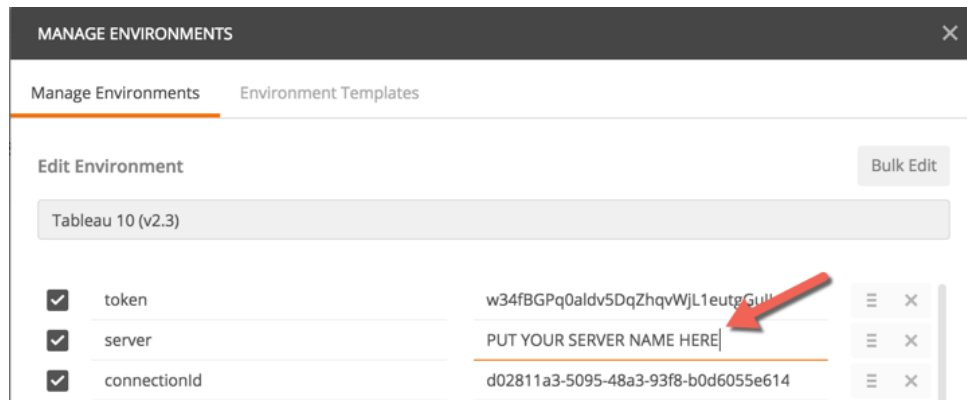 MANAGE ENVIRONMENTS
Manage Environments Environment Templates
Edit Environment Bulk Edit
Tableau 10 (v2.3)
token
server PUT YOUR SERVER NAME HERE
connectionId d02811a3-5095-48a3-93f8-b0d6055e614